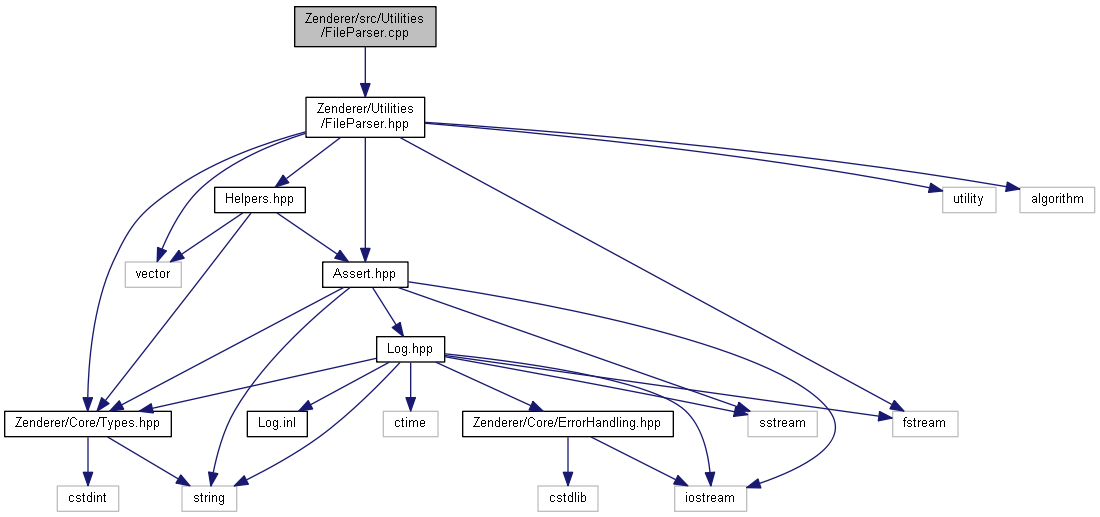 Zenderer/src/Utilities
/FileParser.cpp
Zenderer/Utilities
/FileParser.hpp
Helpers.hpp
utility
algorithm
vector
Assert.hpp
Log.hpp
Zenderer/Core/Types.hpp
Log.inl
ctime
Zenderer/Core/ErrorHandling.hpp
sstream
fstream
cstdint
string
cstdlib
iostream